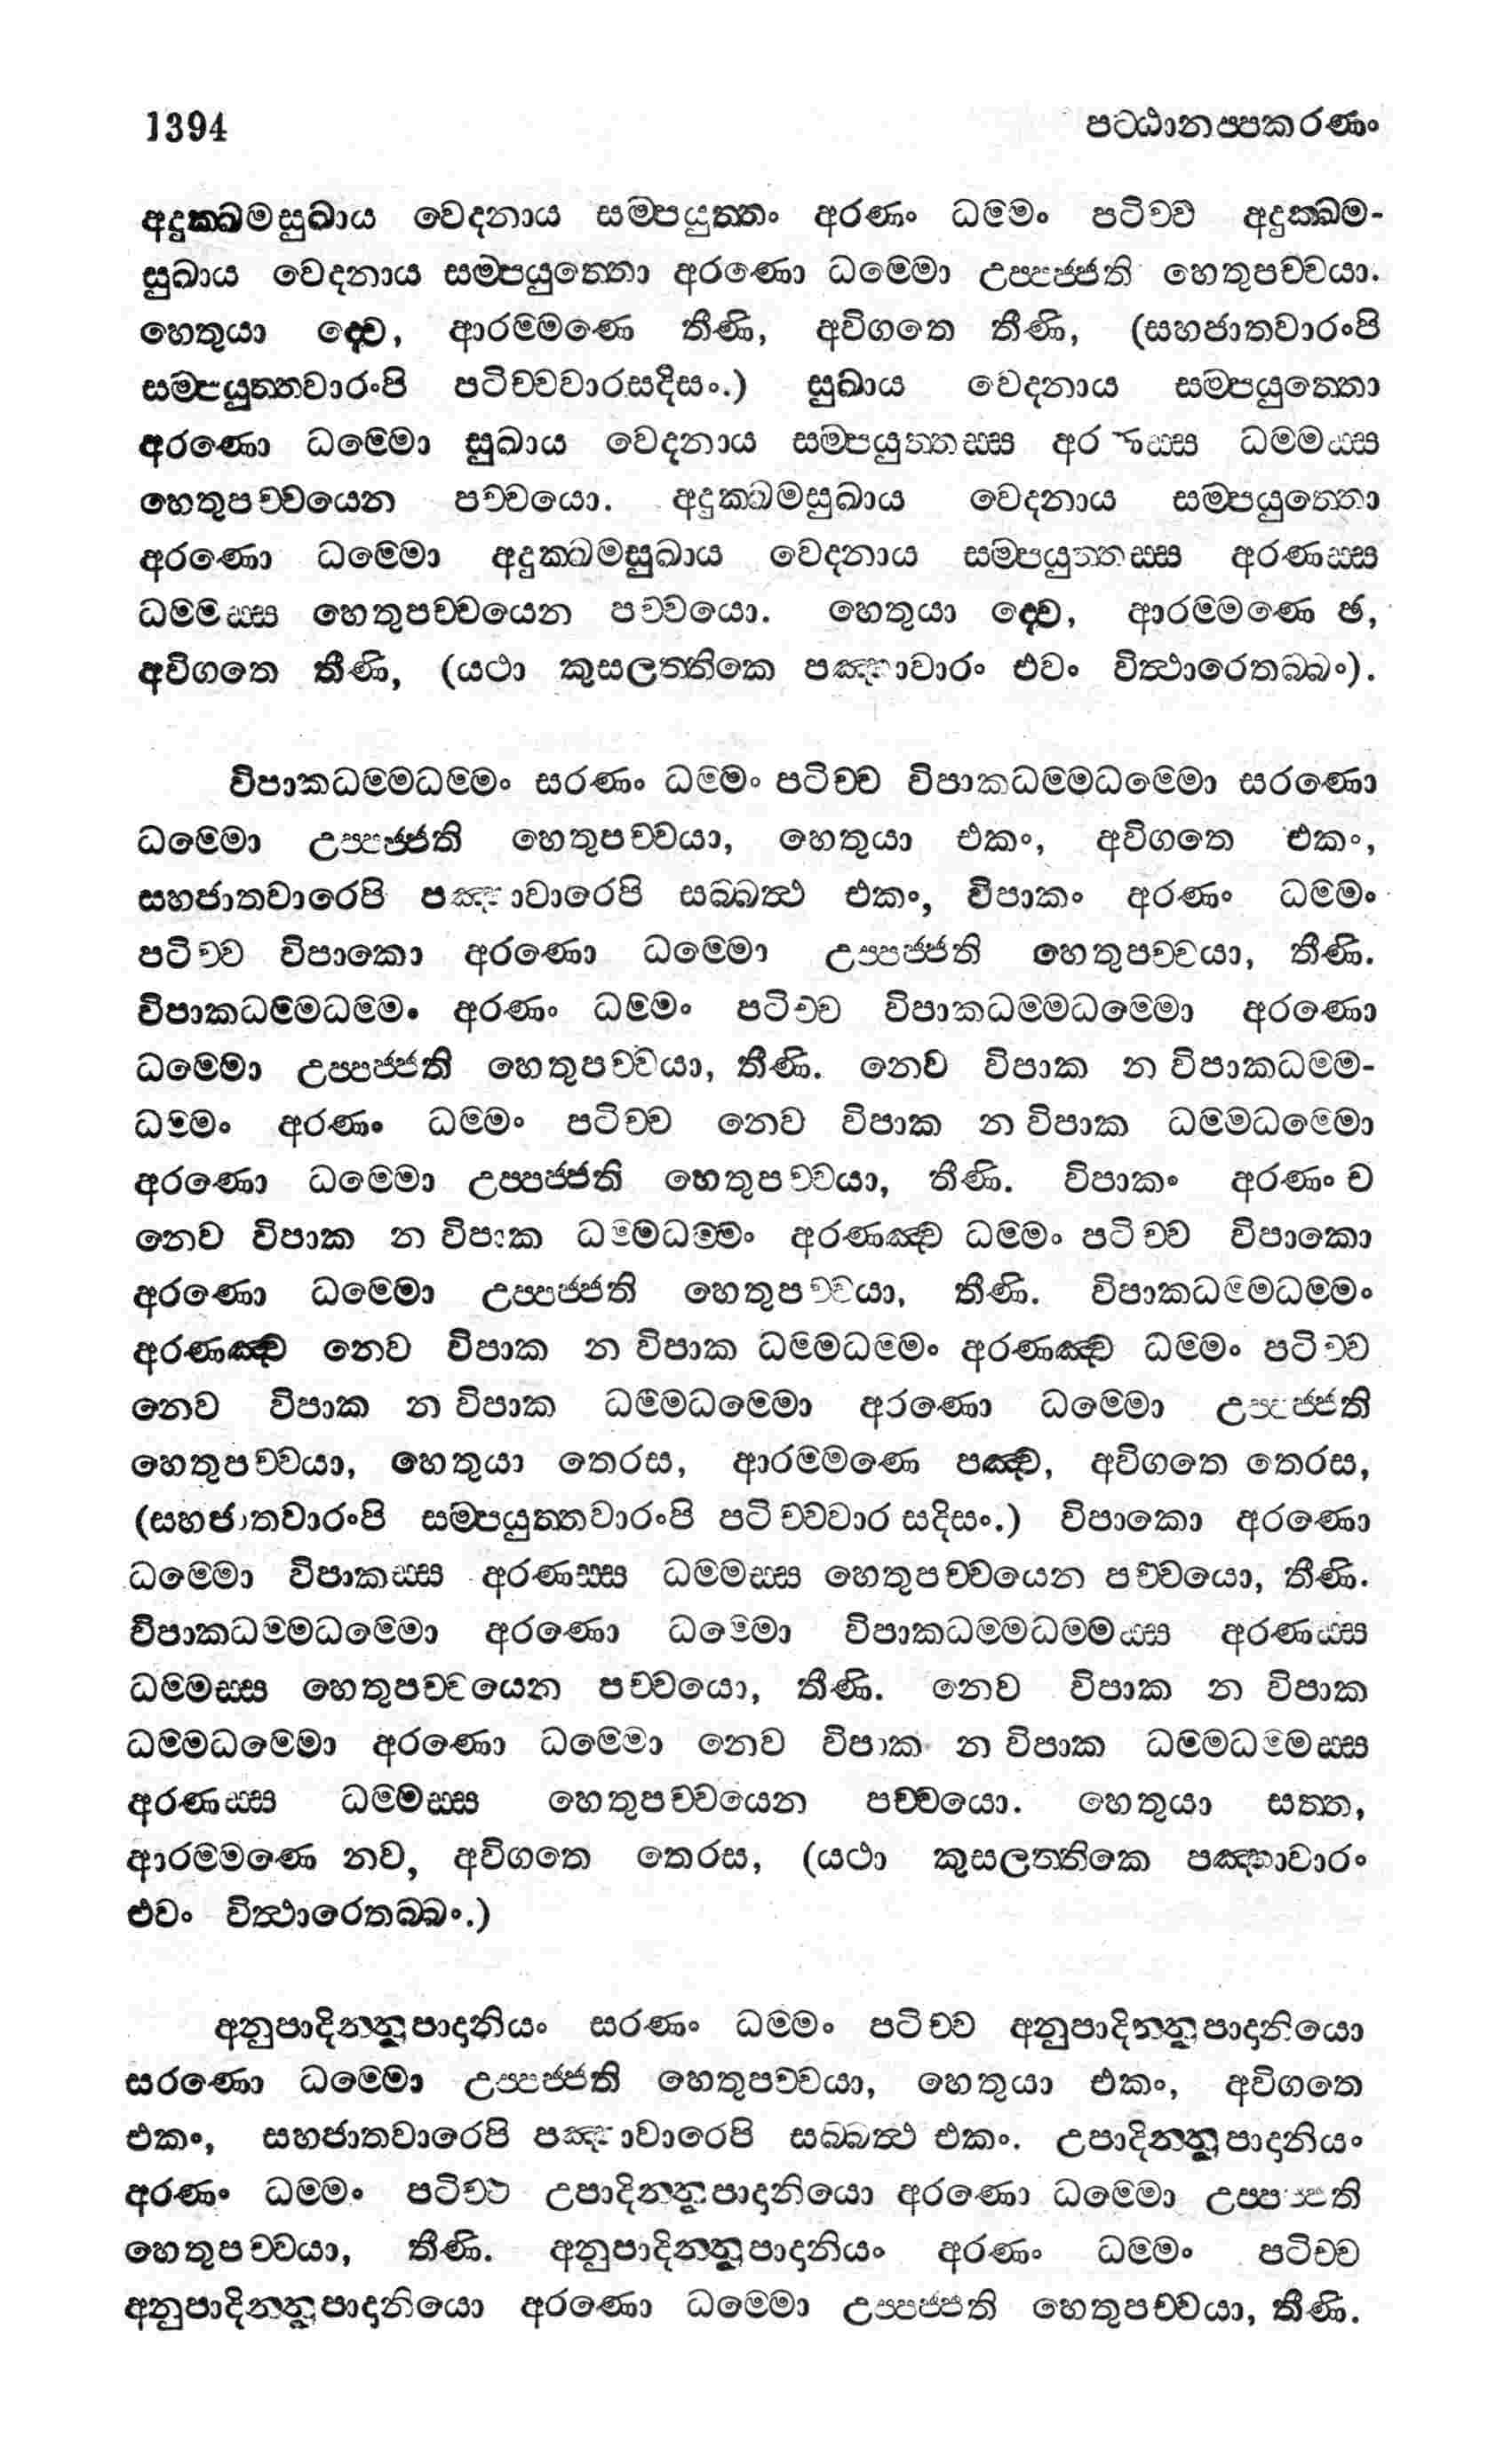 1394 පට‍්ඨානප‍්පකරණං
අදුක‍්ඛමසුඛාය වෙදනාය සම‍්පයුත‍්තං අරණං ධම‍්මං පටිච‍්ච අදුක‍්ඛම-
සුඛාය වෙදනාය සම‍්පයුත‍්තො අරණො ධම‍්මො උප‍්පජ‍්ජති හෙතුපච‍්චයා.
හෙතුයා ද‍්වෙ, ආරම‍්මණෙ තීණි, අවිගතෙ තීණි, (සහජාතවාරංපි
සම‍්පයුත‍්තවාරංපි පටිච‍්චවාරසදිසං.) සුඛාය වෙදනාය සම‍්පයුත‍්තො
අරණො ධම‍්මො සුඛාය වෙදනාය සම‍්පයුත‍්තස‍්ස අරණස‍්ස ධම‍්මස‍්ස
හෙතුපච‍්චයෙන පච‍්චයො. අදුක‍්ඛමසුඛාය වෙදනාය සම‍්පයුත‍්තො
අරණො ධම‍්මො අදුක‍්ඛමසුඛාය වෙදනාය සම‍්පයුත‍්තස‍්ස අරණස‍්ස
ධම‍්මස‍්ස හෙතුපච‍්චයෙන පච‍්චයො. හෙතුයා ද‍්වෙ, ආරම‍්මණෙ ඡ,
අවිගතෙ තීණි, (යථා කුසලත‍්තිකෙ පඤ‍්හාවාරං එවං විත‍්ථාරෙතබ‍්බං).
විපාකධම‍්මධම‍්මං සරණං ධම‍්මං පටිච‍්ච විපාකධම‍්මධම‍්මො සරණො
ධම‍්මො උප‍්පජ‍්ජති හෙතුපච‍්චයා, හෙතුයා එකං, අවිගතෙ එකං,
සහජාතවාරෙපි පඤ‍්හාවාරෙපි සබ‍්බත‍්ථ එකං, විපාකං අරණං ධම‍්මං
පටිච‍්ච විපාකො අරණො ධම‍්මො උප‍්පජ‍්ජති හෙතුපච‍්චයා, තීණි.
විපාකධම‍්මධම‍්මං අරණං ධම‍්මං පටිච‍්ච විපාකධම‍්මධම‍්මො අරණො
ධම‍්මො උප‍්පජ‍්ජති හෙතුපච‍්චයා, තීණි. නෙව විපාක න විපාකධම‍්ම-
ධම‍්මං අරණං ධම‍්මං පටිච‍්ච නෙව විපාක න විපාක ධම‍්මධම‍්මො
අරණො ධම‍්මො උප‍්පජ‍්ජති හෙතුපච‍්චයා, තීණි. විපාකං අරණං ච
නෙව විපාක න විපාක ධම‍්මධම‍්මං අරණඤ‍්ච ධම‍්මං පටිච‍්ච විපාකො
අරණො ධම‍්මො උප‍්පජ‍්ජති හෙතුපච‍්චයා, තීණි. විපාකධම‍්මධම‍්මං
අරණඤ‍්ච නෙව විපාක න විපාක ධම‍්මධම‍්මං අරණඤ‍්ච ධම‍්මං පටිච‍්ච
නෙව විපාක න විපාක ධම‍්මධම‍්මො අරණො ධම‍්මො උප‍්පජ‍්ජති
හෙතුපච‍්චයා, හෙතුයා තෙරස, ආරම‍්මණෙ පඤ‍්ච, අවිගතෙ තෙරස,
(සහජාතවාරංපි සම‍්පයුත‍්තවාරංපි පටිච‍්චවාර සදිසං.) විපාකො අරණො
ධම‍්මො විපාකස‍්ස අරණස‍්ස ධම‍්මස‍්ස හෙතුපච‍්චයෙන පච‍්චයො, තීණි.
විපාකධම‍්මධම‍්මො අරණො ධම‍්මො විපාකධම‍්මධම‍්මස‍්ස අරණස‍්ස
ධම‍්මස‍්ස හෙතුපච‍්චයෙන පච‍්චයො, තීණි. නෙව විපාක න විපාක
ධම‍්මධම‍්මො අරණො ධම‍්මො නෙව විපාක න විපාක ධම‍්මධම‍්මස‍්ස
අරණස‍්ස ධම‍්මස‍්ස හෙතුපච‍්චයෙන පච‍්චයො. හෙතුයා සත‍්ත,
ආරම‍්මණෙ නව, අවිගතෙ තෙරස, (යථා කුසලත‍්තිකෙ පඤ‍්හාවාරං
එවං විත‍්ථාරෙතබ‍්බං.)
අනුපාදින‍්නුපාදානියං සරණං ධම‍්මං පටිච‍්ච අනුපාදින‍්නුපාදානියො
සරණො ධම‍්මො උප‍්පජ‍්ජති හෙතුපච‍්චයා, හෙතුයා එකං, අවිගතෙ
එකං, සහජාතවාරෙපි පඤ‍්හාවාරෙපි සබ‍්බත‍්ථ එකං. උපාදින‍්නුපාදානියං
අරණං ධම‍්මං පටිච‍්ච උපාදින‍්නුපාදානියො අරණො ධම‍්මො උප‍්පජ‍්ජති
හෙතුපච‍්චයා, තීණි. අනුපාදින‍්නුපාදානියං අරණං ධම‍්මං පටිච‍්ච
අනුපාදින‍්නුපාදානියො අරණො ධම‍්මො උප‍්පජ‍්ජති හෙතුපච‍්චයා, තීණි.